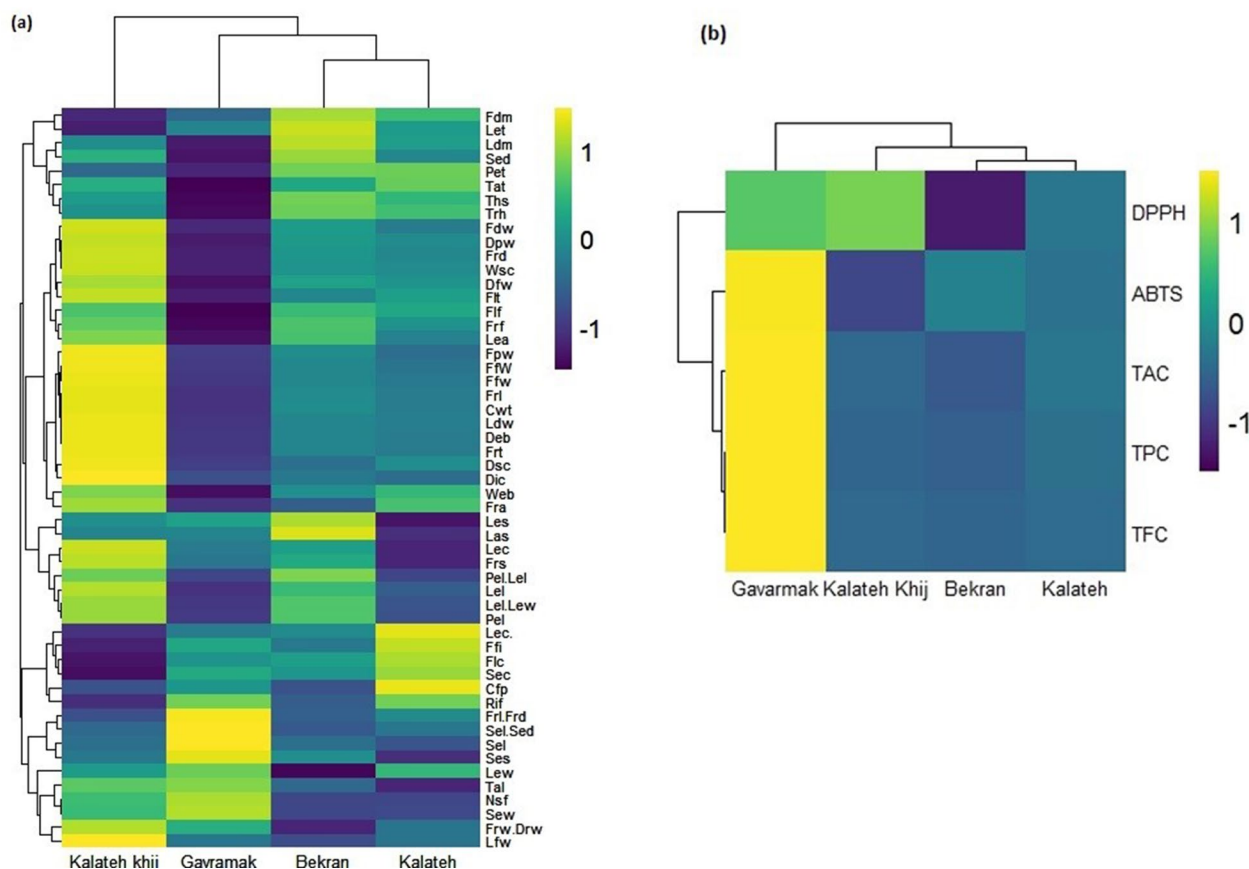 (a)
Fdm
Let
Ldm
Sed
Pet
Tat
Ths
Trh
Fdw
Dpw
Frd
Wsc
Dfw
Flt
Flf
Frf
Lea
Fpw
FfW
Ffw
Frl
Cwt
Ldw
Deb
Frt
Dsc
Dic
Web
Fra
Les
Las
Lec
Frs
Pel.Lel
Lel
Lel.Lew
Pel
Lec.
Ffi
Flc
Sec
Cfp
Rif
Frl.Frd
Sel.Sed
Sel
Ses
Lew
Tal
Nsf
Sew
Frw.Drw
Lfw
1
0
-1
Kalateh khij Gavramak Bekran Kalateh
(b)
DPPH
ABTS
TAC
TPC
TFC
1
0
-1
Gavarmak Kalateh Khij Bekran Kalateh